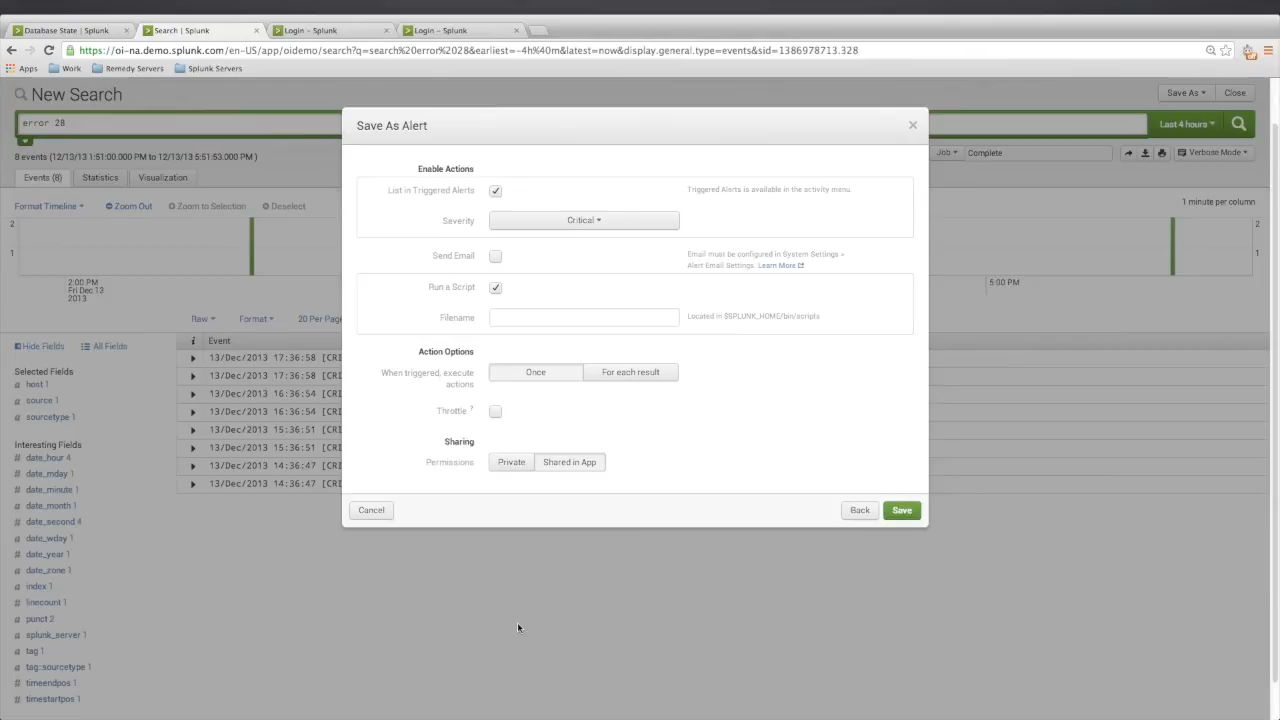 Database State | Splunk
Search | Splunk
Login - Splunk
Login - Splunk
https://oi-na.demo.splunk.com/en-US/app/oidemo/search?q=search%20error%2028&earliest=-4h%40m&latest=now&display.general.type=events&sid=1386978713.328
Apps Work Remedy Servers Splunk Servers
New Search
Save As Close
error 28
Last 4 hours
8 events (12/13/13 1:51:00.000 PM to 12/13/13 5:51:53.000 PM )
Job Complete Verbose Mode
Events (8) Statistics Visualization
Format Timeline Zoom Out Zoom to Selection Deselect
1 minute per column
2 2
1 1
2:00 PM
Fri Dec 13
2013
5:00 PM
Raw Format 20 Per Page
Hide Fields All Fields
i Event
Selected Fields
host 1
source 1
sourcetype 1
Interesting Fields
date_hour 4
date_mday 1
date_minute 1
date_month 1
date_second 4
date_wday 1
date_year 1
date_zone 1
index 1
linecount 1
punct 2
splunk_server 1
tag 1
tag::sourcetype 1
timeendpos 1
timestartpos 1
13/Dec/2013 17:36:58 [CRI
13/Dec/2013 17:36:58 [CRI
13/Dec/2013 16:36:54 [CRI
13/Dec/2013 16:36:54 [CRI
13/Dec/2013 15:36:51 [CRI
13/Dec/2013 15:36:51 [CRI
13/Dec/2013 14:36:47 [CRI
13/Dec/2013 14:36:47 [CRI
Save As Alert
Enable Actions
List in Triggered Alerts
Triggered Alerts is available in the activity menu.
Severity Critical
Send Email
Email must be configured in System Settings >
Alert Email Settings. Learn More
Run a Script
Filename
Located in $SPLUNK_HOME/bin/scripts
Action Options
When triggered, execute
actions
Once For each result
Throttle ?
Sharing
Permissions Private Shared in App
Cancel Back Save